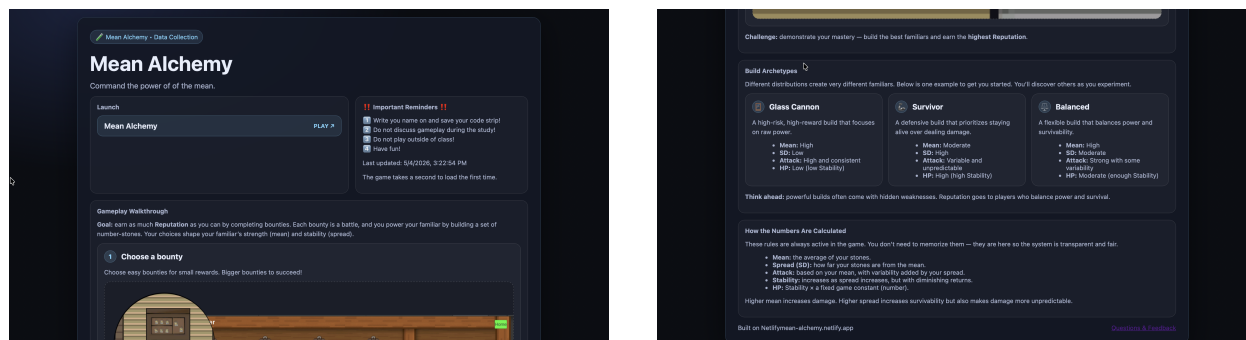 Mean Alchemy • Data Collection
Mean Alchemy
Command the power of of the mean.
Launch
Mean Alchemy
PLAY ↗
‼️ Important Reminders ‼️
1 Write you name on and save your code strip!
2 Do not discuss gameplay during the study!
3 Do not play outside of class!
4 Have fun!
Last updated: 5/4/2026, 3:22:54 PM
The game takes a second to load the first time.
Gameplay Walkthrough
Goal: earn as much Reputation as you can by completing bounties. Each bounty is a battle, and you power your familiar by building a set of
number-stones. Your choices shape your familiar's strength (mean) and stability (spread).
1 Choose a bounty
Choose easy bounties for small rewards. Bigger bounties to succeed!
Challenge: demonstrate your mastery — build the best familiars and earn the highest Reputation.
Build Archetypes
Different distributions create very different familiars. Below is one example to get you started. You'll discover others as you experiment.
Glass Cannon
A high-risk, high-reward build that focuses
on raw power.
• Mean: High
• SD: Low
• Attack: High and consistent
• HP: Low (low Stability)
Survivor
A defensive build that prioritizes staying
alive over dealing damage.
• Mean: Moderate
• SD: High
• Attack: Variable and
unpredictable
• HP: High (high Stability)
Balanced
A flexible build that balances power and
survivability.
• Mean: High
• SD: Moderate
• Attack: Strong with some
variability
• HP: Moderate (enough Stability)
Think ahead: powerful builds often come with hidden weaknesses. Reputation goes to players who balance power and survival.
How the Numbers Are Calculated
These rules are always active in the game. You don't need to memorize them — they are here so the system is transparent and fair.
• Mean: the average of your stones.
• Spread (SD): how far your stones are from the mean.
• Attack: based on your mean, with variability added by your spread.
• Stability: increases as spread increases, but with diminishing returns.
• HP: Stability × a fixed game constant (number).
Higher mean increases damage. Higher spread increases survivability but also makes damage more unpredictable.
Built on Netlifymean-alchemy.netlify.app
Questions & Feedback